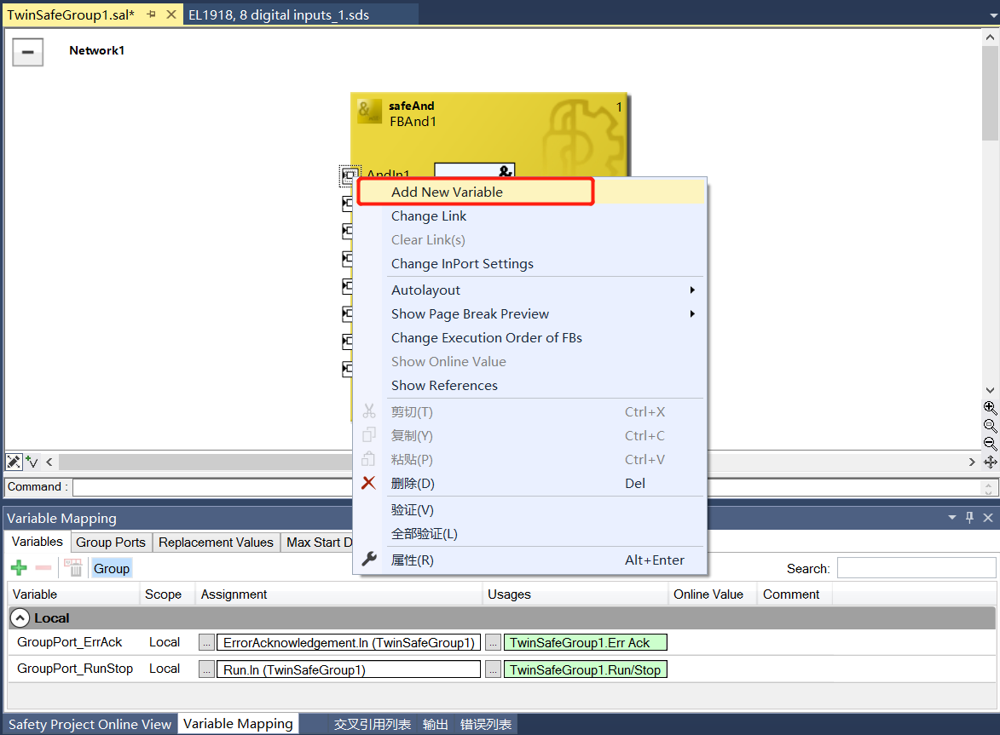 TwinSafeGroup1.sal* EL1918, 8 digital inputs_1.sds
Network1
& safeAnd 1
FBAnd1
AndIn1 &
Add New Variable
Change Link
Clear Link(s)
Change InPort Settings
Autolayout
Show Page Break Preview
Change Execution Order of FBs
Show Online Value
Show References
剪切(T) Ctrl+X
复制(Y) Ctrl+C
粘贴(P) Ctrl+V
删除(D) Del
验证(V)
全部验证(L)
属性(R) Alt+Enter
Command :
Variable Mapping
Variables Group Ports Replacement Values Max Start D
Group Search:
Variable Scope Assignment Usages Online Value Comment
Local
GroupPort_ErrAck Local ... ErrorAcknowledgement.In (TwinSafeGroup1) ... TwinSafeGroup1.Err Ack
GroupPort_RunStop Local ... Run.In (TwinSafeGroup1) ... TwinSafeGroup1.Run/Stop
Safety Project Online View Variable Mapping 交叉引用列表 输出 错误列表